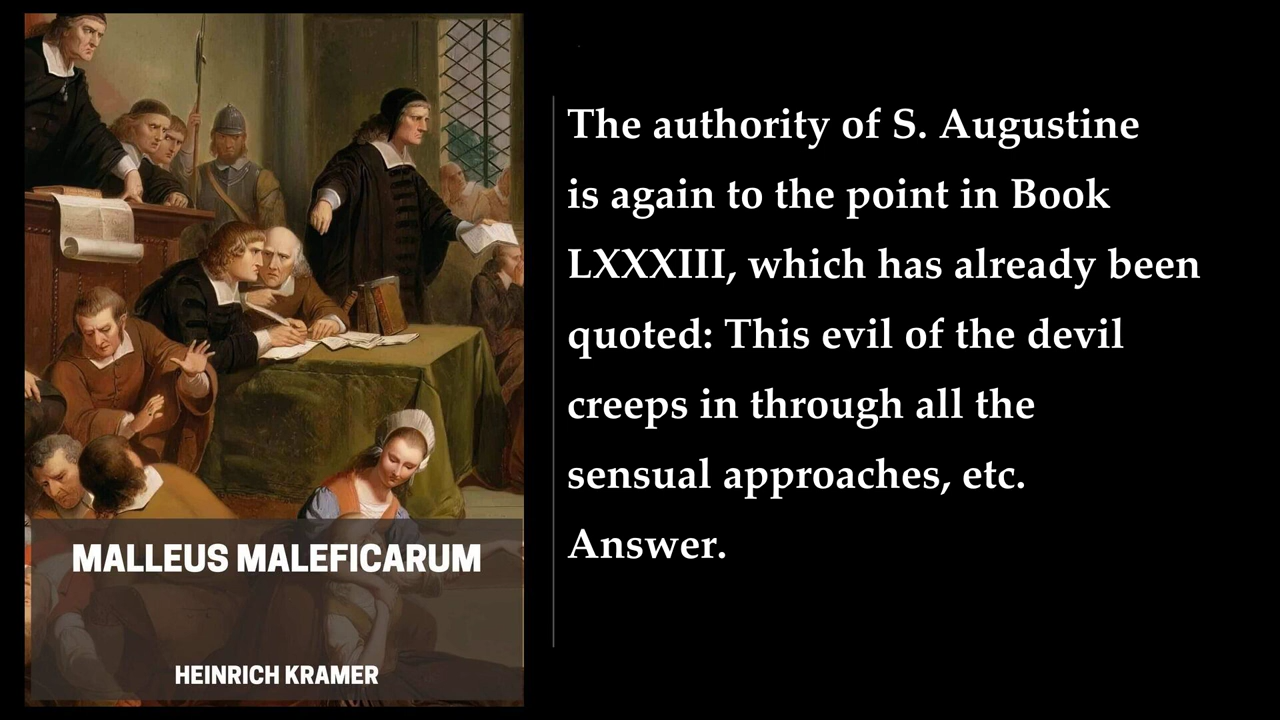 MALLEUS MALEFICARUM
HEINRICH KRAMER
The authority of S. Augustine
is again to the point in Book
LXXXIII, which has already been
quoted: This evil of the devil
creeps in through all the
sensual approaches, etc.
Answer.